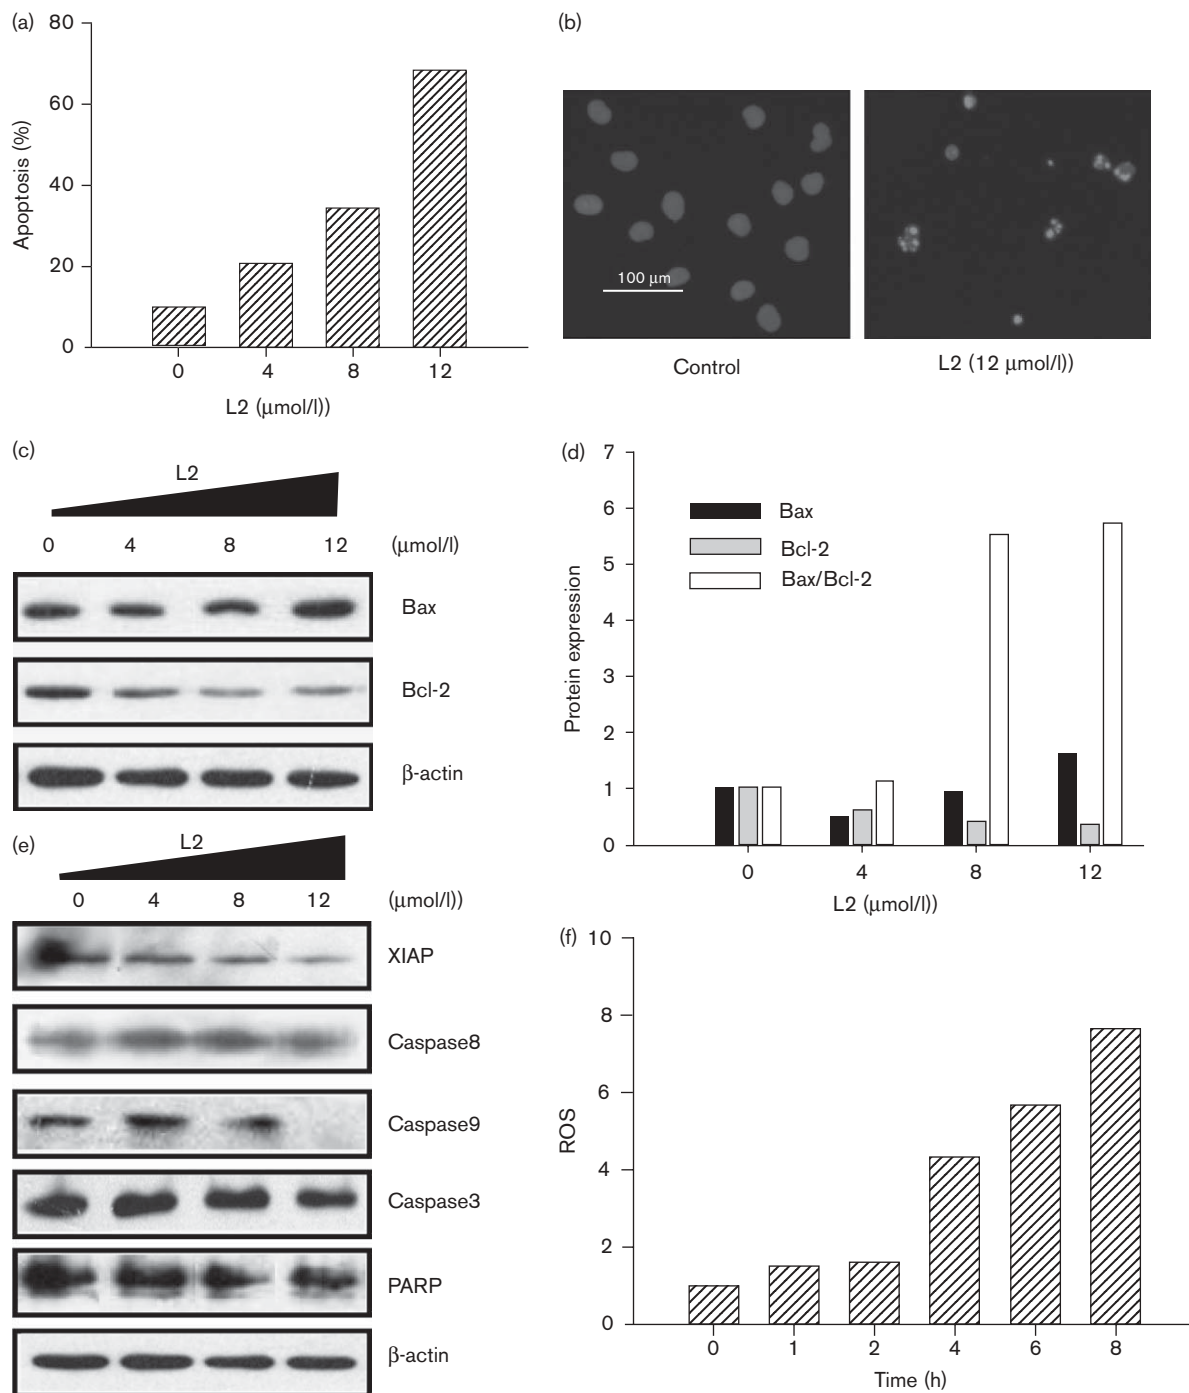 (a)
80
60
40
20
0
Apoptosis (%)
0 4 8 12
L2 (μmol/l))
(b)
100 μm
Control
L2 (12 μmol/l))
(c)
L2
0 4 8 12 (μmol/l)
Bax
Bcl-2
β-actin
(d)
7
6
5
4
3
2
1
0
Protein expression
Bax
Bcl-2
Bax/Bcl-2
0 4 8 12
L2 (μmol/l))
(e)
L2
0 4 8 12 (μmol/l))
XIAP
Caspase8
Caspase9
Caspase3
PARP
β-actin
(f)
10
8
6
4
2
0
ROS
0 1 2 4 6 8
Time (h)